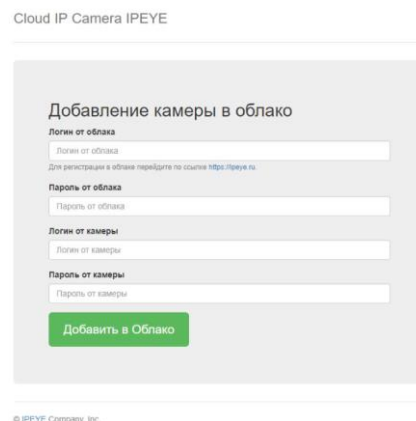 Cloud IP Camera IPEYE
Добавление камеры в облако
Логин от облака
Логин от облака
Для регистрации в облаке перейдите по ссылке https://ipeye.ru.
Пароль от облака
Пароль от облака
Логин от камеры
Логин от камеры
Пароль от камеры
Пароль от камеры
Добавить в Облако
© IPEYE Company, Inc